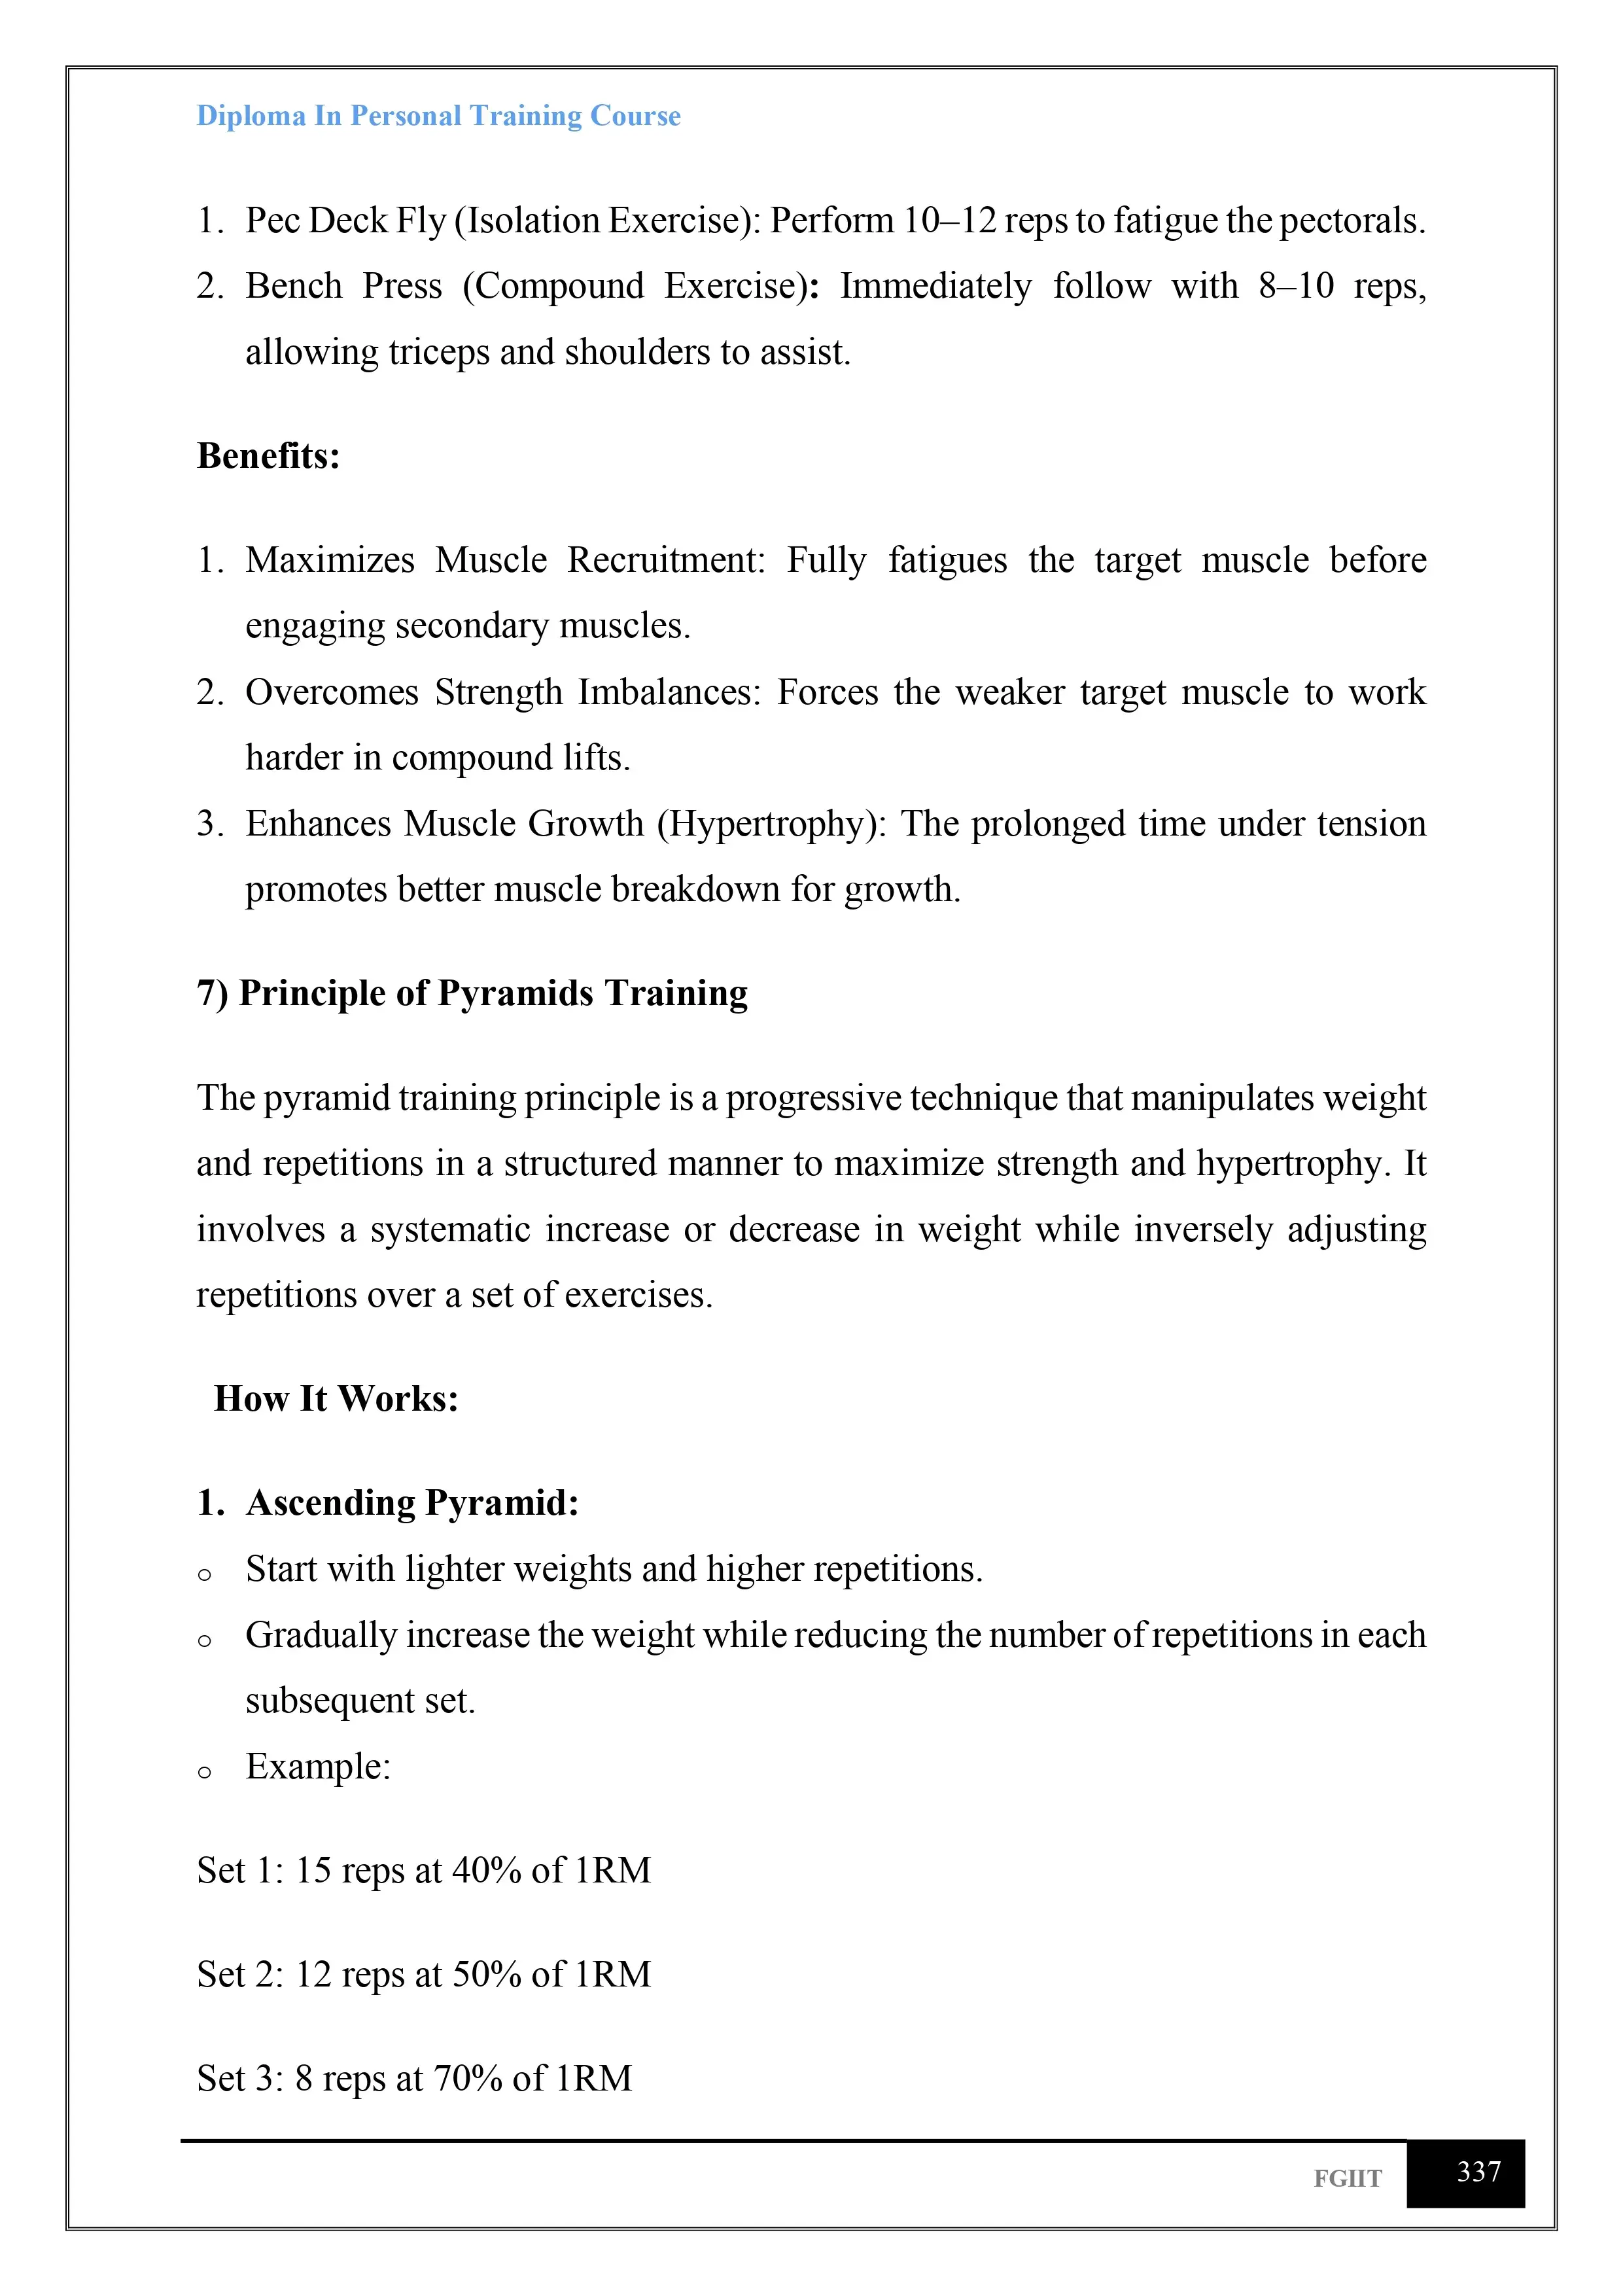 Diploma In Personal Training Course
1. Pec Deck Fly (Isolation Exercise): Perform 10–12 reps to fatigue the pectorals.
2. Bench Press (Compound Exercise): Immediately follow with 8–10 reps,
allowing triceps and shoulders to assist.
Benefits:
1. Maximizes Muscle Recruitment: Fully fatigues the target muscle before
engaging secondary muscles.
2. Overcomes Strength Imbalances: Forces the weaker target muscle to work
harder in compound lifts.
3. Enhances Muscle Growth (Hypertrophy): The prolonged time under tension
promotes better muscle breakdown for growth.
7) Principle of Pyramids Training
The pyramid training principle is a progressive technique that manipulates weight
and repetitions in a structured manner to maximize strength and hypertrophy. It
involves a systematic increase or decrease in weight while inversely adjusting
repetitions over a set of exercises.
How It Works:
1. Ascending Pyramid:
o Start with lighter weights and higher repetitions.
o Gradually increase the weight while reducing the number of repetitions in each
subsequent set.
o Example:
Set 1: 15 reps at 40% of 1RM
Set 2: 12 reps at 50% of 1RM
Set 3: 8 reps at 70% of 1RM
FGIIT 337